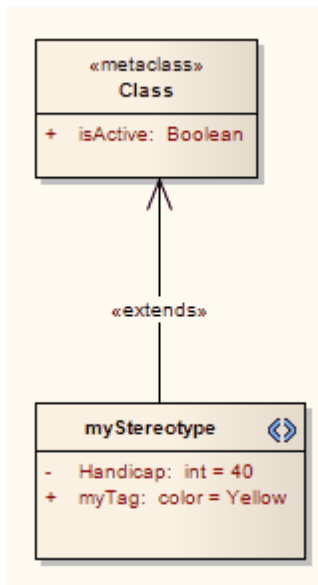 «metaclass»
Class
+ isActive: Boolean
«extends»
myStereotype
- Handicap: int = 40
+ myTag: color = Yellow